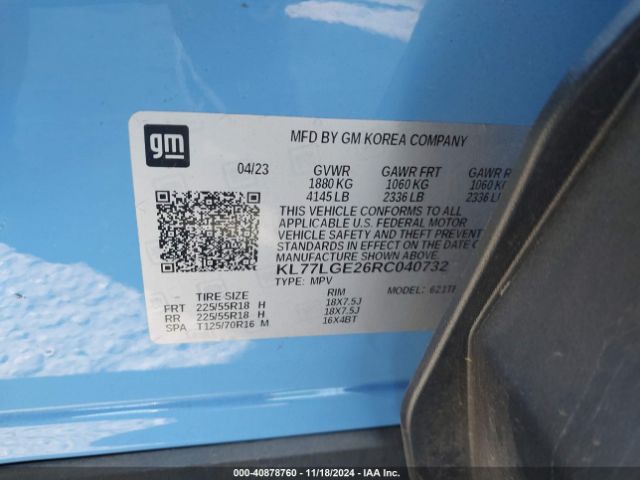 gm
MFD BY GM KOREA COMPANY
04/23 GVWR GAWR FRT GAWR R
1880 KG 1060 KG 1060 KG
4145 LB 2336 LB 2336 LB
THIS VEHICLE CONFORMS TO ALL
APPLICABLE U.S. FEDERAL MOTOR
VEHICLE SAFETY AND THEFT PREVENTION
STANDARDS IN EFFECT ON THE DATE OF
MANUFACTURE SHOWN ABOVE.
KL77LGE26RC040732
TYPE: MPV MODEL:
TIRE SIZE RIM
FRT 225/55R18 H 18X7.5J
RR 225/55R18 H 18X7.5J
SPA T125/70R16 M 16X4BT
000-40878760 - 11/18/2024 - IAA Inc.